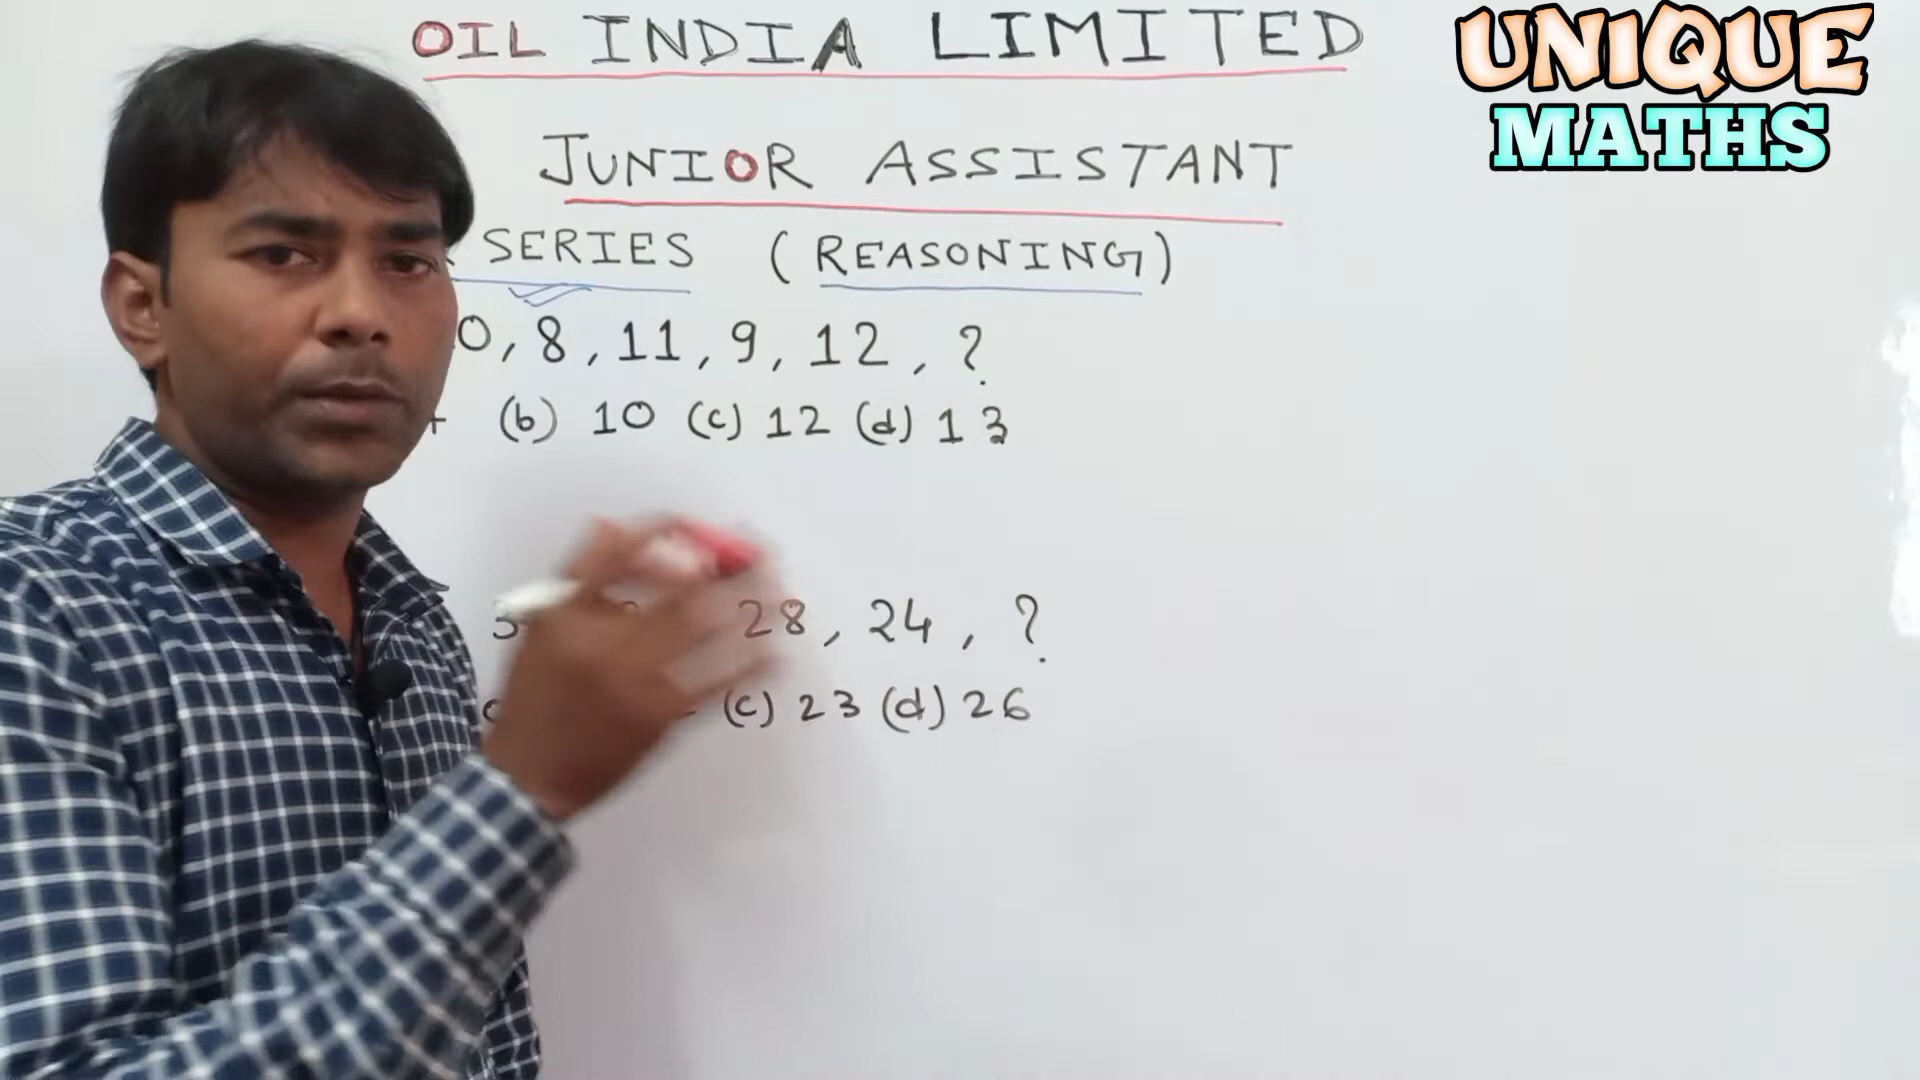 OIL INDIA LIMITED
UNIQUE
MATHS
JUNIOR ASSISTANT
SERIES (REASONING)
0, 8, 11, 9, 12, ?
(b) 10 (c) 12 (d) 13
28, 24, ?
(c) 23 (d) 26